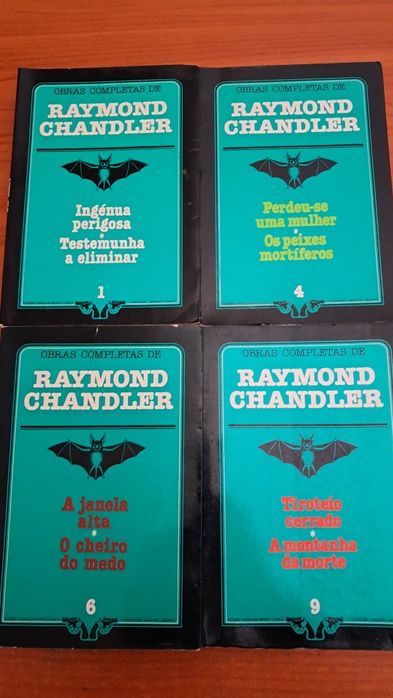 OBRAS COMPLETAS DE
RAYMOND
CHANDLER
Ingénua
perigosa
*
Testemunha
a eliminar
1
OBRAS COMPLETAS DE
RAYMOND
CHANDLER
Perdeu-se
uma mulher
*
Os peixes
mortíferos
4
OBRAS COMPLETAS DE
RAYMOND
CHANDLER
A janela
alta
*
O cheiro
do medo
6
OBRAS COMPLETAS DE
RAYMOND
CHANDLER
Tiroteio
cerrado
*
A montanha
da morte
9